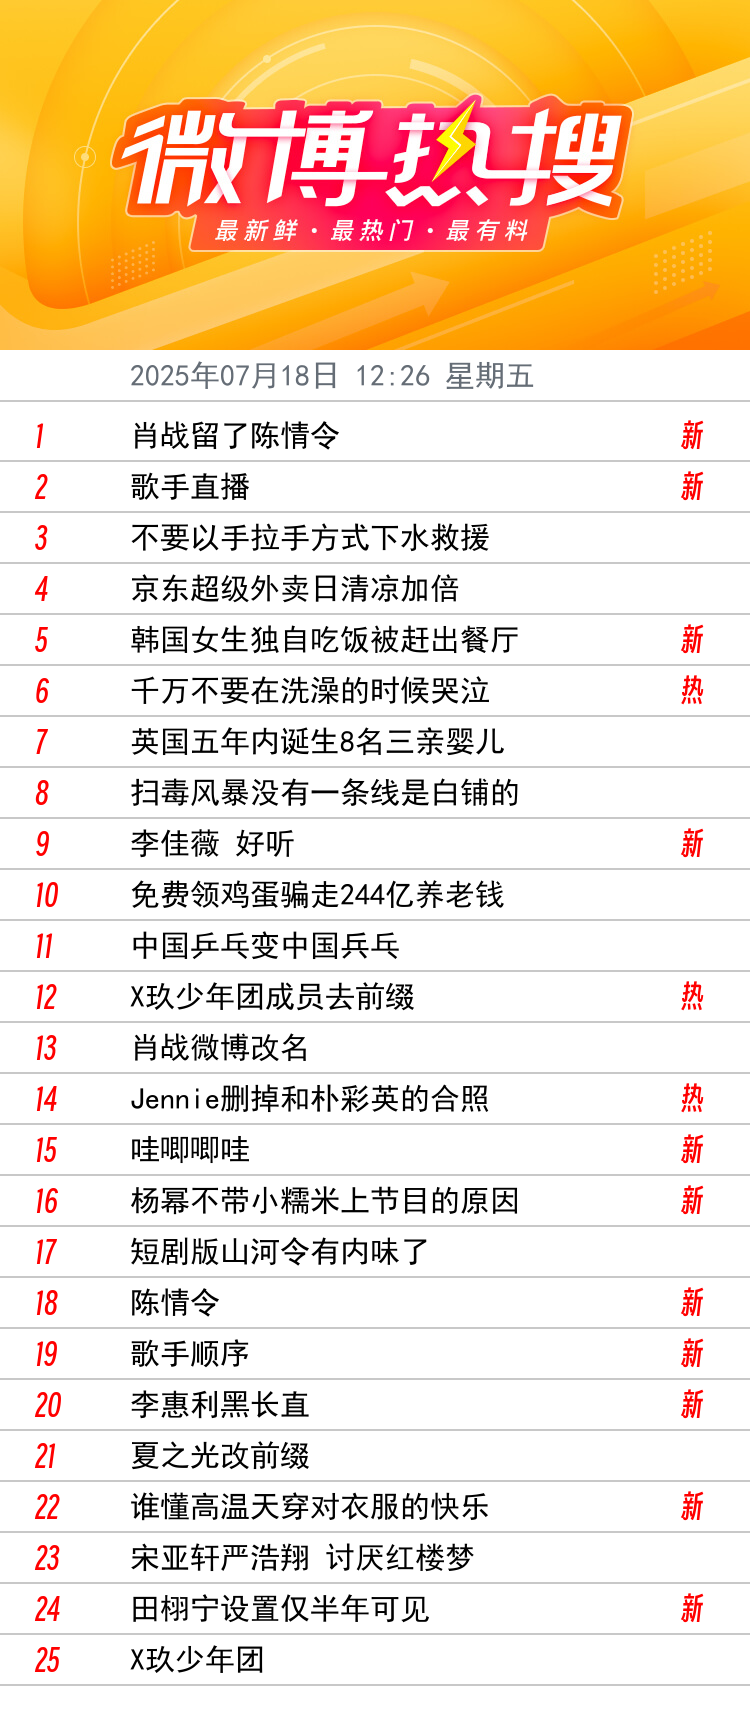 微博热搜
最新鲜·最热门·最有料
2025年07月18日 12:26 星期五
1 肖战留了陈情令 新
2 歌手直播 新
3 不要以手拉手方式下水救援
4 京东超级外卖日清凉加倍
5 韩国女生独自吃饭被赶出餐厅 新
6 千万不要在洗澡的时候哭泣 热
7 英国五年内诞生8名三亲婴儿
8 扫毒风暴没有一条线是白铺的
9 李佳薇 好听 新
10 免费领鸡蛋骗走244亿养老钱
11 中国乒乓变中国兵乓
12 X玖少年团成员去前缀 热
13 肖战微博改名
14 Jennie删掉和朴彩英的合照 热
15 哇唧唧哇 新
16 杨幂不带小糯米上节目的原因 新
17 短剧版山河令有内味了
18 陈情令 新
19 歌手顺序 新
20 李惠利黑长直 新
21 夏之光改前缀
22 谁懂高温天穿对衣服的快乐 新
23 宋亚轩严浩翔 讨厌红楼梦
24 田栩宁设置仅半年可见 新
25 X玖少年团